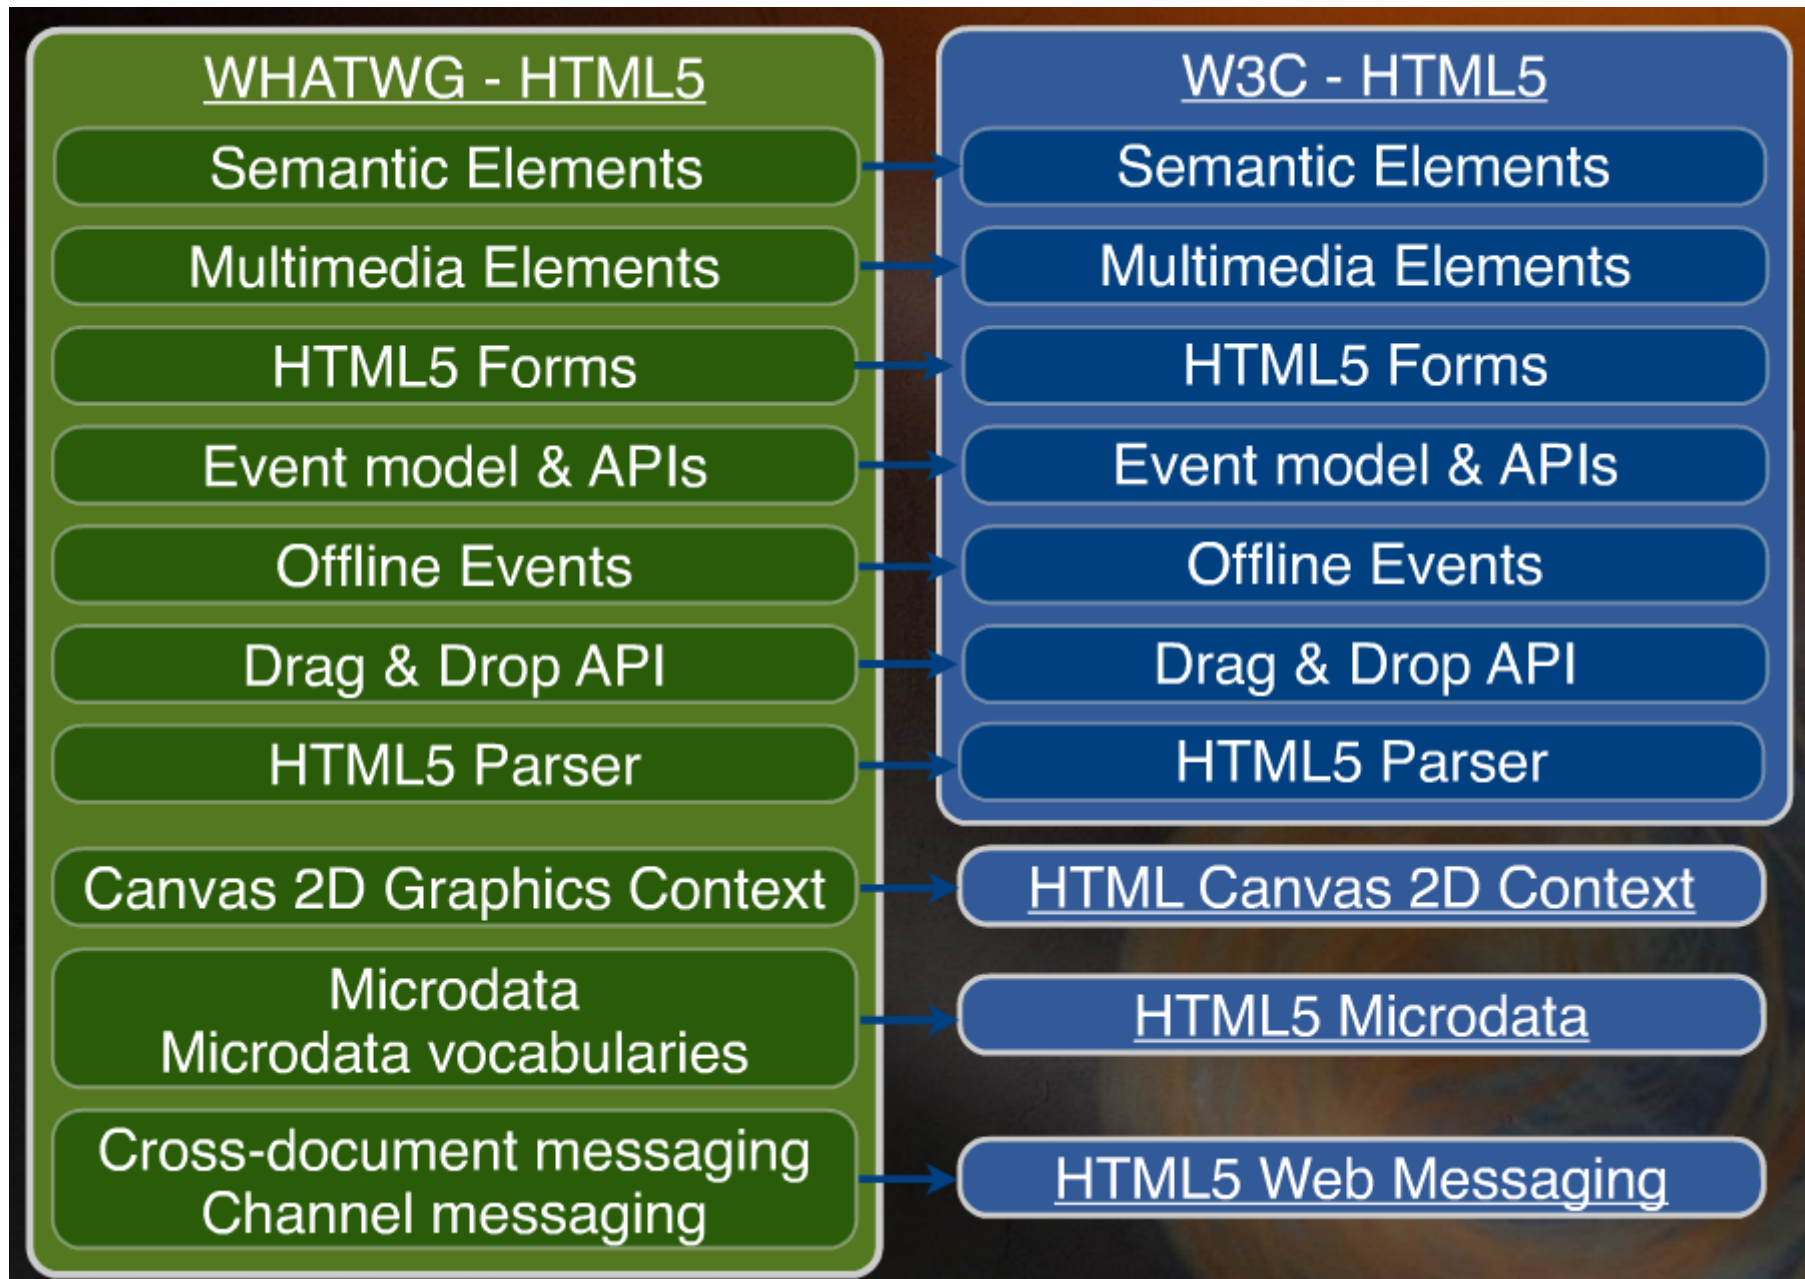 WHATWG - HTML5
Semantic Elements
Multimedia Elements
HTML5 Forms
Event model & APIs
Offline Events
Drag & Drop API
HTML5 Parser
Canvas 2D Graphics Context
Microdata
Microdata vocabularies
Cross-document messaging
Channel messaging
W3C - HTML5
Semantic Elements
Multimedia Elements
HTML5 Forms
Event model & APIs
Offline Events
Drag & Drop API
HTML5 Parser
HTML Canvas 2D Context
HTML5 Microdata
HTML5 Web Messaging